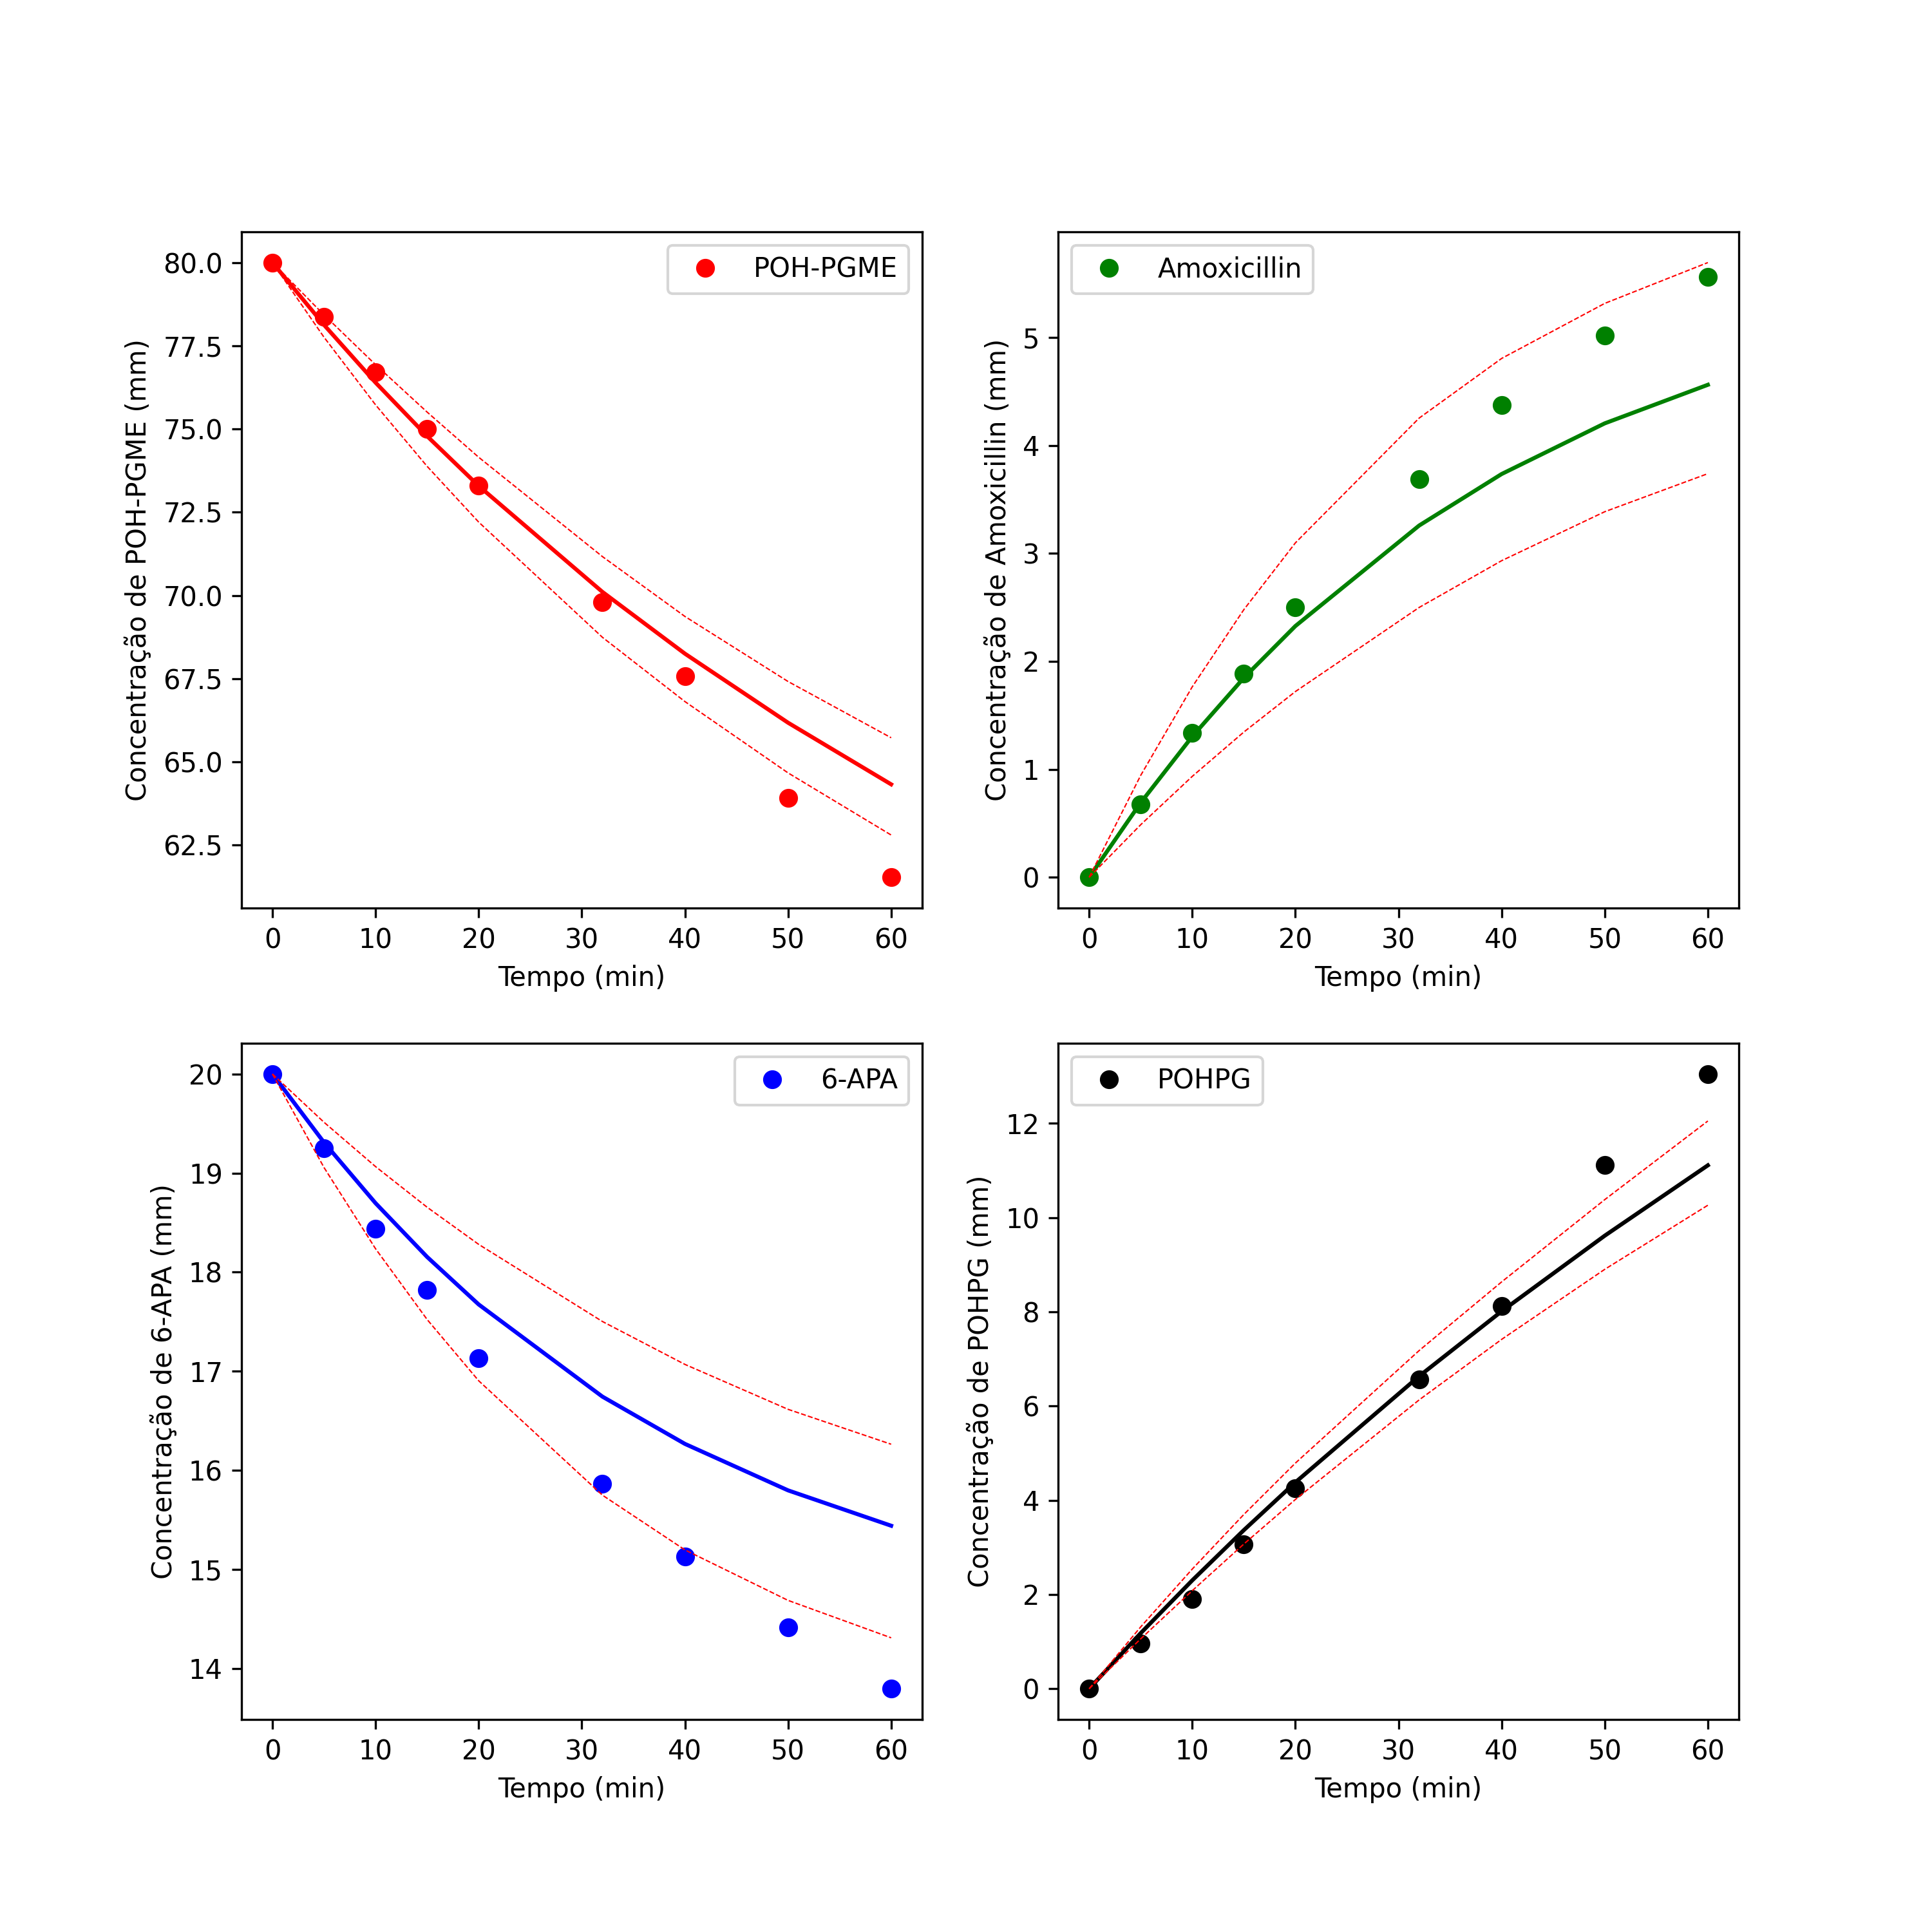 POH-PGME
Concentração de POH-PGME (mm)
80.0
77.5
75.0
72.5
70.0
67.5
65.0
62.5
0 10 20 30 40 50 60
Tempo (min)
Amoxicillin
Concentração de Amoxicillin (mm)
5
4
3
2
1
0
0 10 20 30 40 50 60
Tempo (min)
6-APA
Concentração de 6-APA (mm)
20
19
18
17
16
15
14
0 10 20 30 40 50 60
Tempo (min)
POHPG
Concentração de POHPG (mm)
12
10
8
6
4
2
0
0 10 20 30 40 50 60
Tempo (min)